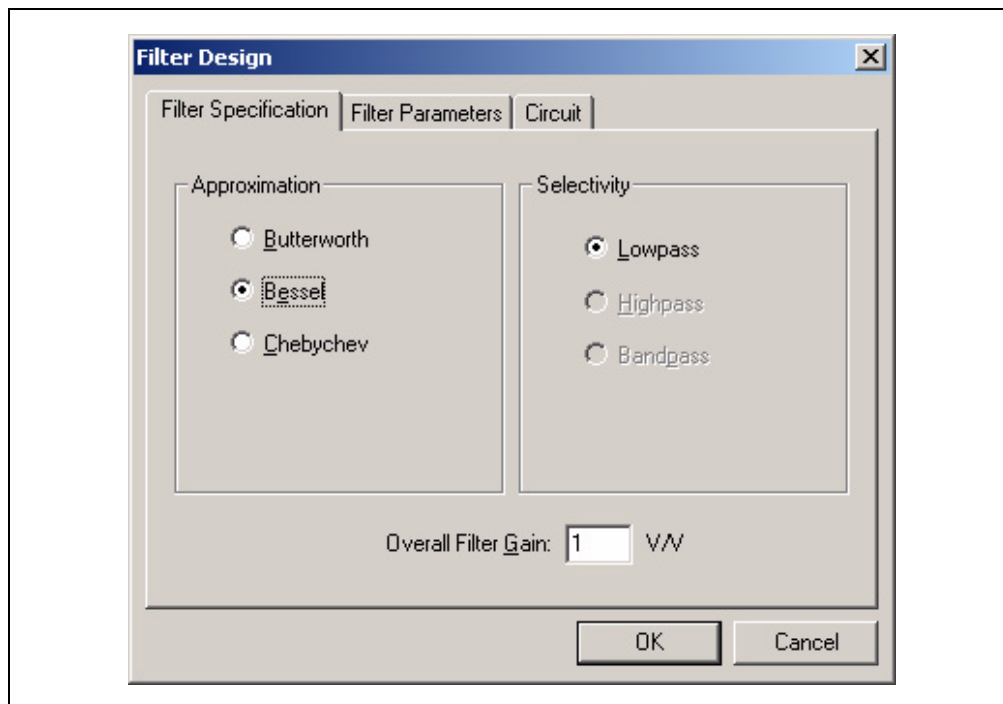 Filter Design
Filter Specification
Filter Parameters
Circuit
Approximation
Butterworth
Bessel
Chebychev
Selectivity
Lowpass
Highpass
Bandpass
Overall Filter Gain: 1 V/V
OK
Cancel